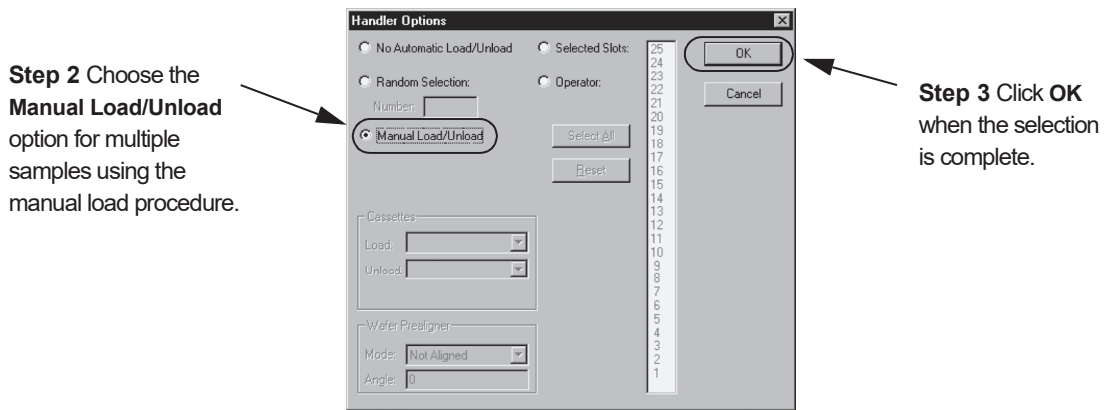 Handler Options
Step 2 Choose the
Manual Load/Unload
option for multiple
samples using the
manual load procedure.
No Automatic Load/Unload
Random Selection:
Number:
Manual Load/Unload
Selected Slots:
Operator:
Select All
Reset
Cassettes
Load:
Unload:
Wafer Prealigner
Mode: Not Aligned
Angle: 0
25
24
23
22
21
20
19
18
17
16
15
14
13
12
11
10
9
8
7
6
5
4
3
2
1
OK
Cancel
Step 3 Click OK
when the selection
is complete.